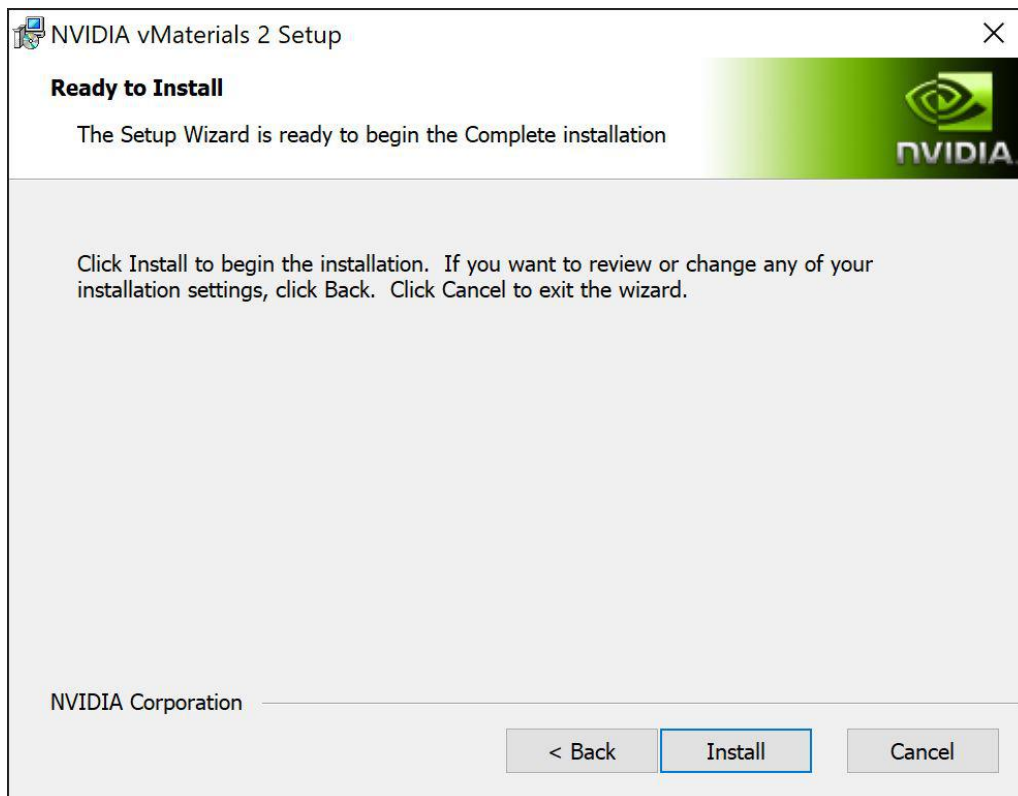 NVIDIA vMaterials 2 Setup
Ready to Install
The Setup Wizard is ready to begin the Complete installation
NVIDIA
Click Install to begin the installation.  If you want to review or change any of your
installation settings, click Back.  Click Cancel to exit the wizard.
NVIDIA Corporation
< Back
Install
Cancel